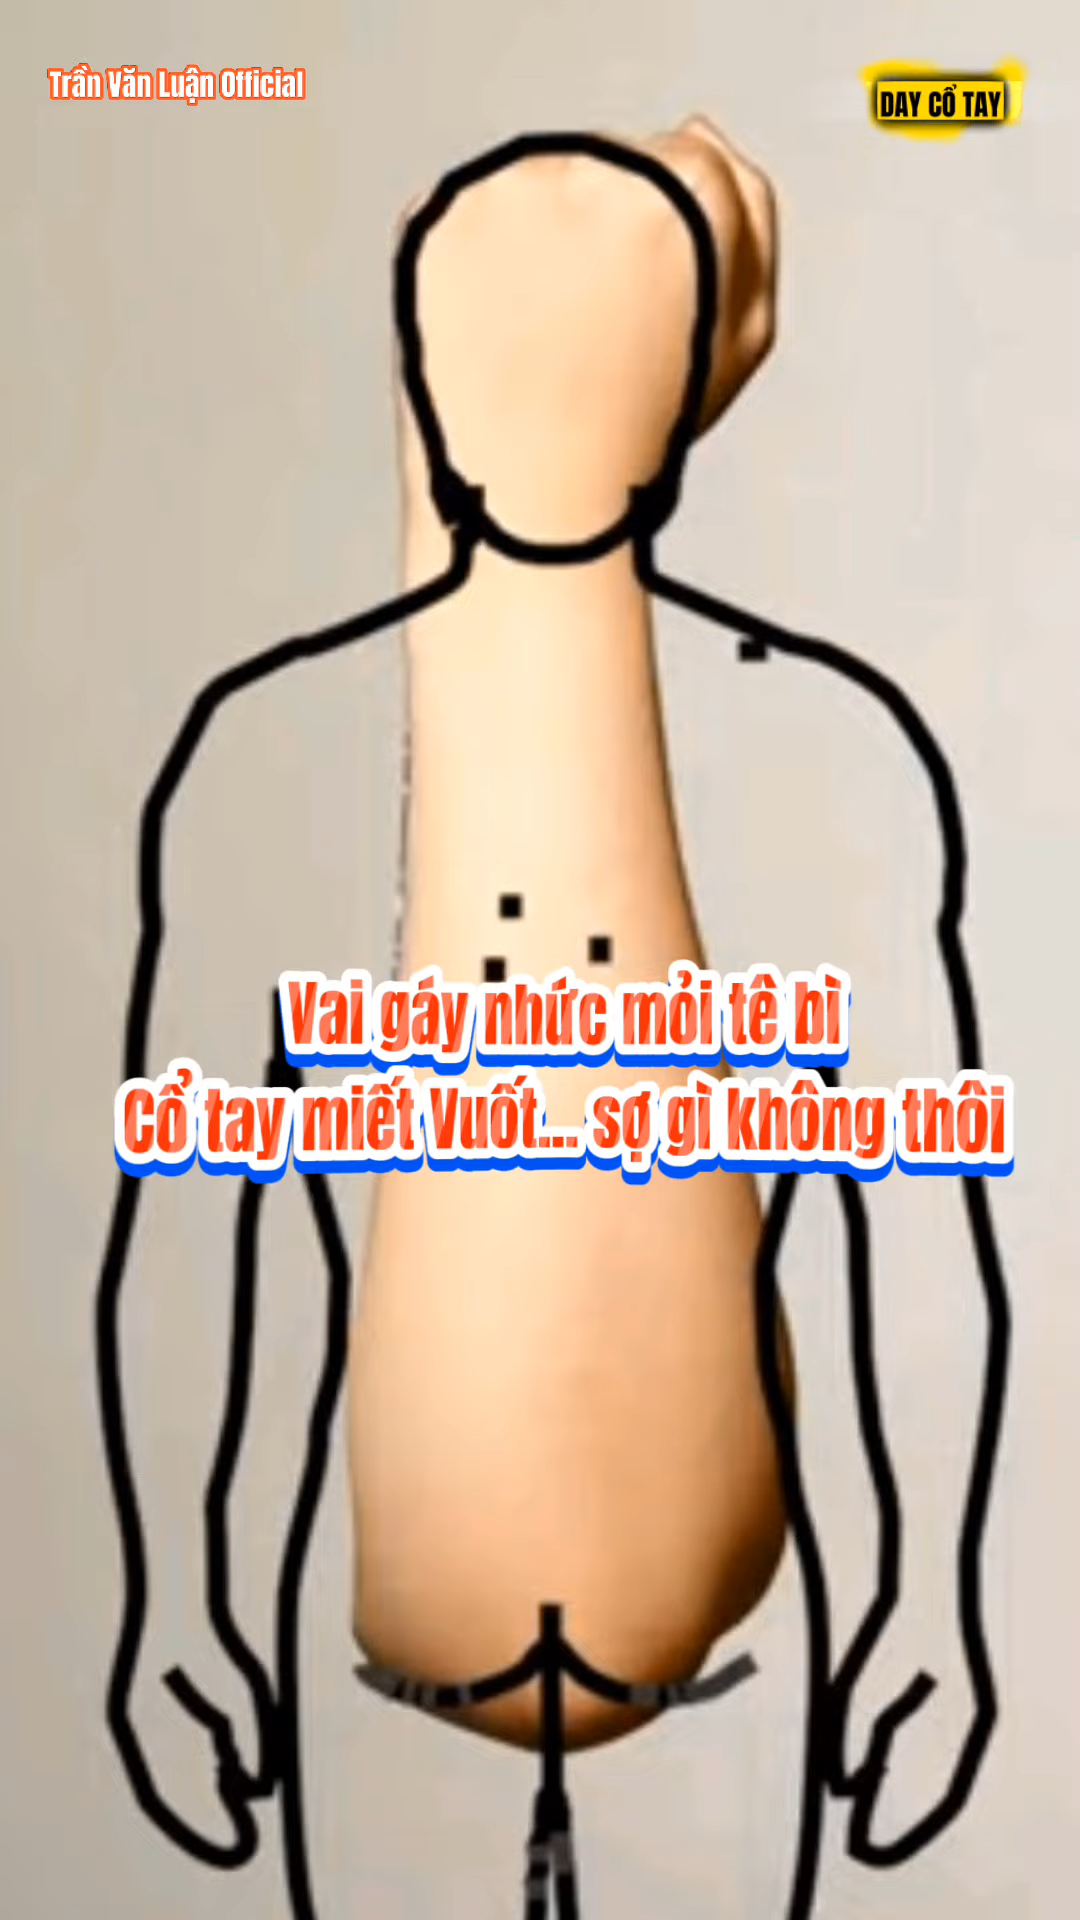 Trần Văn Luận Official
DAY CỔ TAY
Vai gáy nhức mỏi tê bì
Cổ tay miết Vuốt... sợ gì không thôi